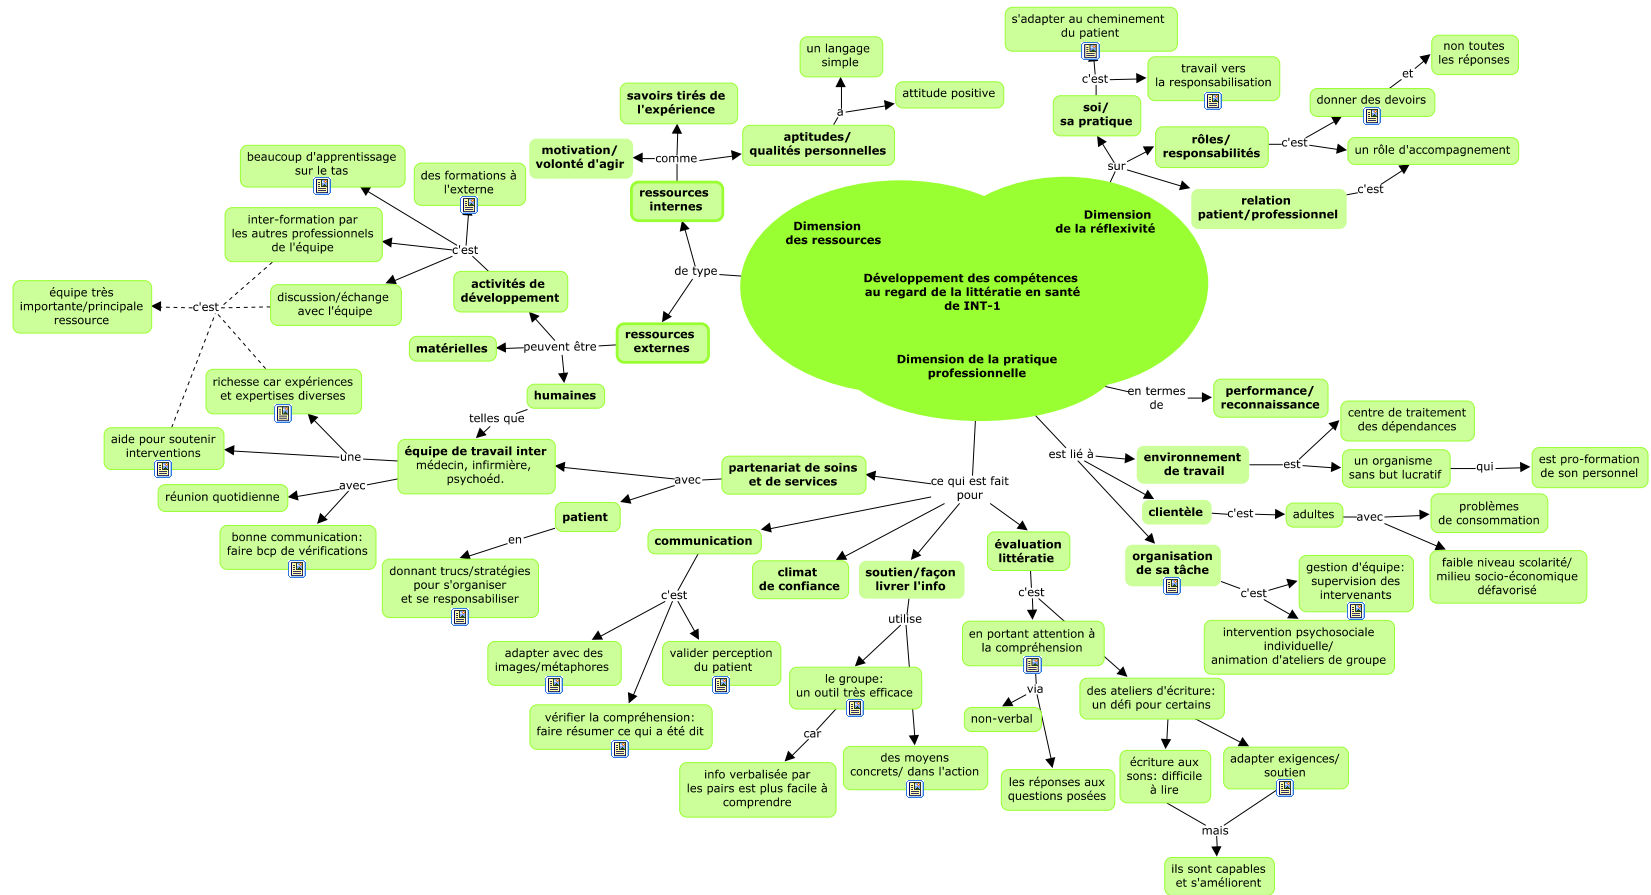 s'adapter au cheminement
du patient
c'est
travail vers
la responsabilisation
soi/
sa pratique
non toutes
les réponses
et
donner des devoirs
rôles/
responsabilités
c'est
un rôle d'accompagnement
sur
relation
patient/professionnel
c'est
un langage
simple
attitude positive
a
aptitudes/
qualités personnelles
savoirs tirés de
l'expérience
motivation/
volonté d'agir
comme
ressources
internes
de type
ressources
externes
Dimension
des ressources
Dimension
de la réflexivité
Développement des compétences
au regard de la littératie en santé
de INT-1
Dimension de la pratique
professionnelle
beaucoup d'apprentissage
sur le tas
des formations à
l'externe
inter-formation par
les autres professionnels
de l'équipe
c'est
discussion/échange
avec l'équipe
activités de
développement
équipe très
importante/principale
ressource
c'est
matérielles
peuvent être
humaines
telles que
richesse car expériences
et expertises diverses
aide pour soutenir
interventions
une
équipe de travail inter
médecin, infirmière,
psychoéd.
réunion quotidienne
avec
bonne communication:
faire bcp de vérifications
partenariat de soins
et de services
avec
patient
en
donnant trucs/stratégies
pour s'organiser
et se responsabiliser
ce qui est fait
pour
communication
c'est
adapter avec des
images/métaphores
valider perception
du patient
vérifier la compréhension:
faire résumer ce qui a été dit
climat
de confiance
soutien/façon
livrer l'info
utilise
le groupe:
un outil très efficace
car
info verbalisée par
les pairs est plus facile à
comprendre
des moyens
concrets/ dans l'action
évaluation
littératie
c'est
en portant attention à
la compréhension
via
non-verbal
les réponses aux
questions posées
des ateliers d'écriture:
un défi pour certains
écriture aux
sons: difficile
à lire
adapter exigences/
soutien
mais
ils sont capables
et s'améliorent
en termes
de
performance/
reconnaissance
est lié à
environnement
de travail
est
centre de traitement
des dépendances
un organisme
sans but lucratif
qui
est pro-formation
de son personnel
clientèle
c'est
adultes
avec
problèmes
de consommation
faible niveau scolarité/
milieu socio-économique
défavorisé
organisation
de sa tâche
c'est
gestion d'équipe:
supervision des
intervenants
intervention psychosociale
individuelle/
animation d'ateliers de groupe